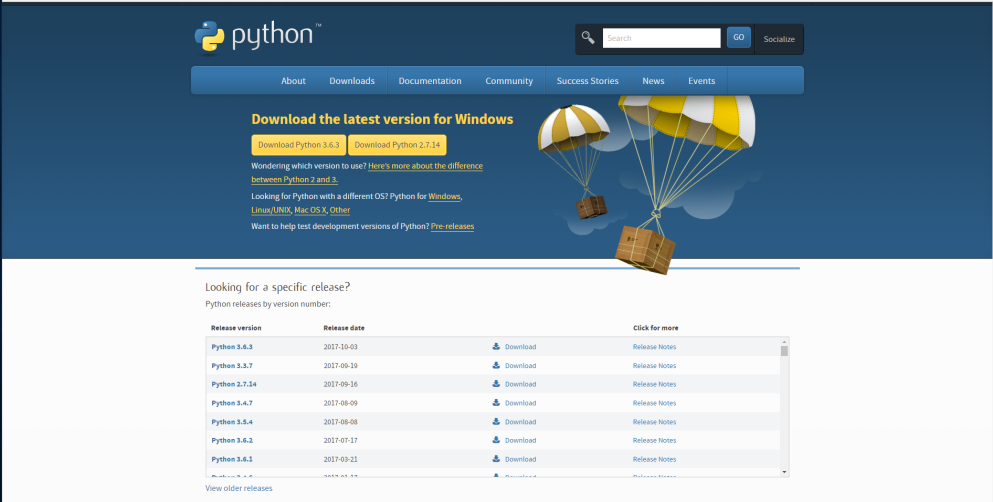 python™
Search
GO
Socialize
About Downloads Documentation Community Success Stories News Events
Download the latest version for Windows
Download Python 3.6.3 Download Python 2.7.14
Wondering which version to use? Here's more about the difference
between Python 2 and 3.
Looking for Python with a different OS? Python for Windows,
Linux/UNIX, Mac OS X, Other
Want to help test development versions of Python? Pre-releases
Looking for a specific release?
Python releases by version number:
Release version Release date Click for more
Python 3.6.3 2017-10-03 Download Release Notes
Python 3.3.7 2017-09-19 Download Release Notes
Python 2.7.14 2017-09-16 Download Release Notes
Python 3.4.7 2017-08-09 Download Release Notes
Python 3.5.4 2017-08-08 Download Release Notes
Python 3.6.2 2017-07-17 Download Release Notes
Python 3.6.1 2017-03-21 Download Release Notes
View older releases